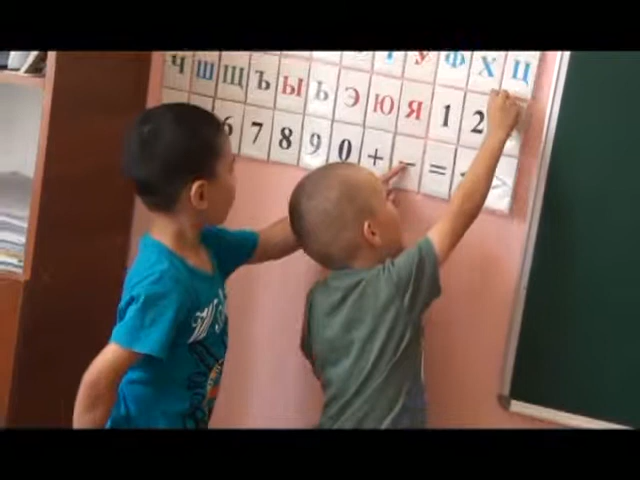 У Ф Х Ц
Ч Ш Щ Ъ Ы Ь Э Ю Я 1 2
6 7 8 9 0 + - = >